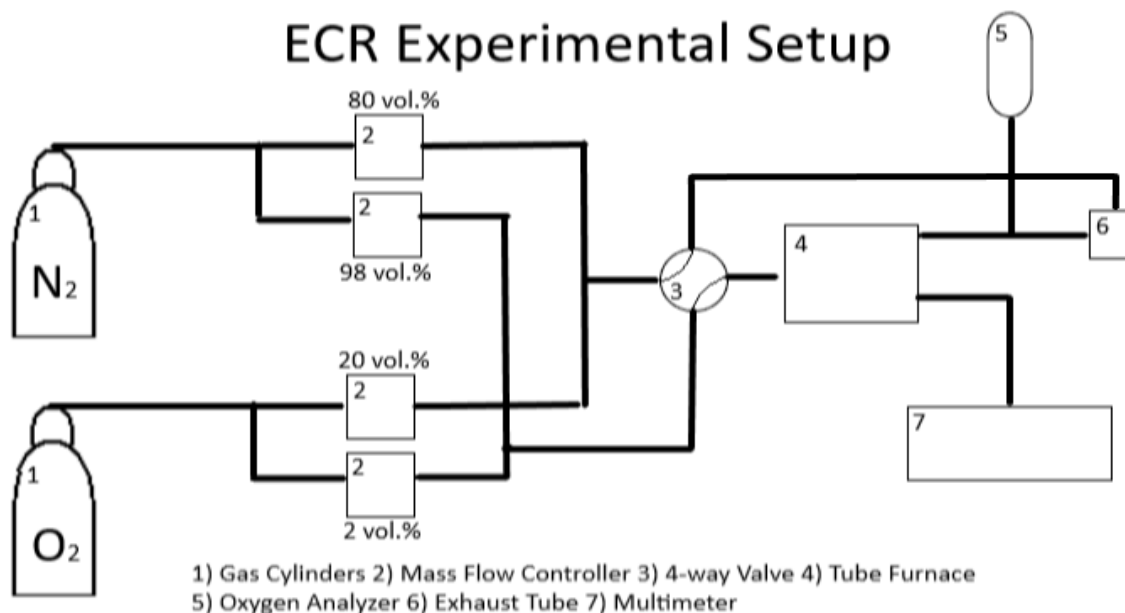 ECR Experimental Setup
5
80 vol.%
2
1
N2
2
98 vol.%
4
6
3
20 vol.%
2
7
1
O2
2
2 vol.%
1) Gas Cylinders 2) Mass Flow Controller 3) 4-way Valve 4) Tube Furnace
5) Oxygen Analyzer 6) Exhaust Tube 7) Multimeter